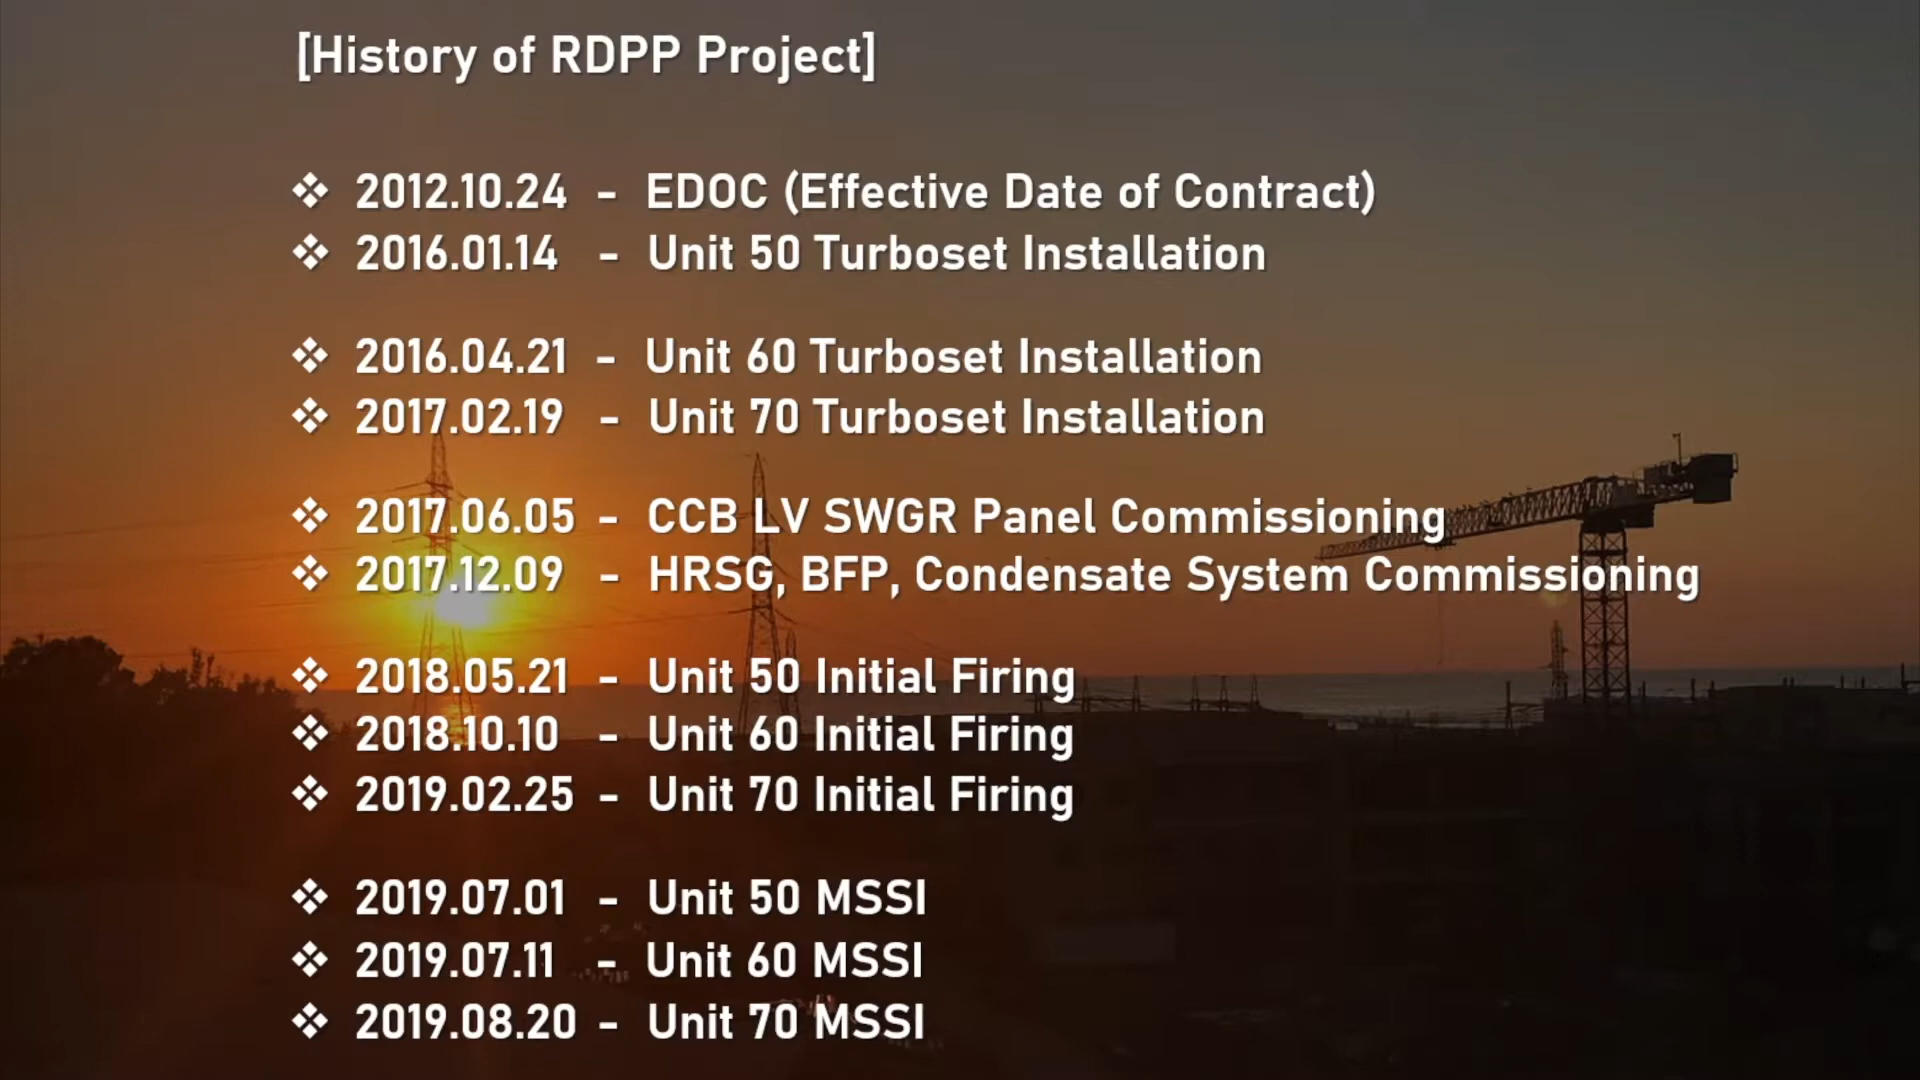 [History of RDPP Project]
❖ 2012.10.24 - EDOC (Effective Date of Contract)
❖ 2016.01.14 - Unit 50 Turboset Installation
❖ 2016.04.21 - Unit 60 Turboset Installation
❖ 2017.02.19 - Unit 70 Turboset Installation
❖ 2017.06.05 - CCB LV SWGR Panel Commissioning
❖ 2017.12.09 - HRSG, BFP, Condensate System Commissioning
❖ 2018.05.21 - Unit 50 Initial Firing
❖ 2018.10.10 - Unit 60 Initial Firing
❖ 2019.02.25 - Unit 70 Initial Firing
❖ 2019.07.01 - Unit 50 MSSI
❖ 2019.07.11 - Unit 60 MSSI
❖ 2019.08.20 - Unit 70 MSSI